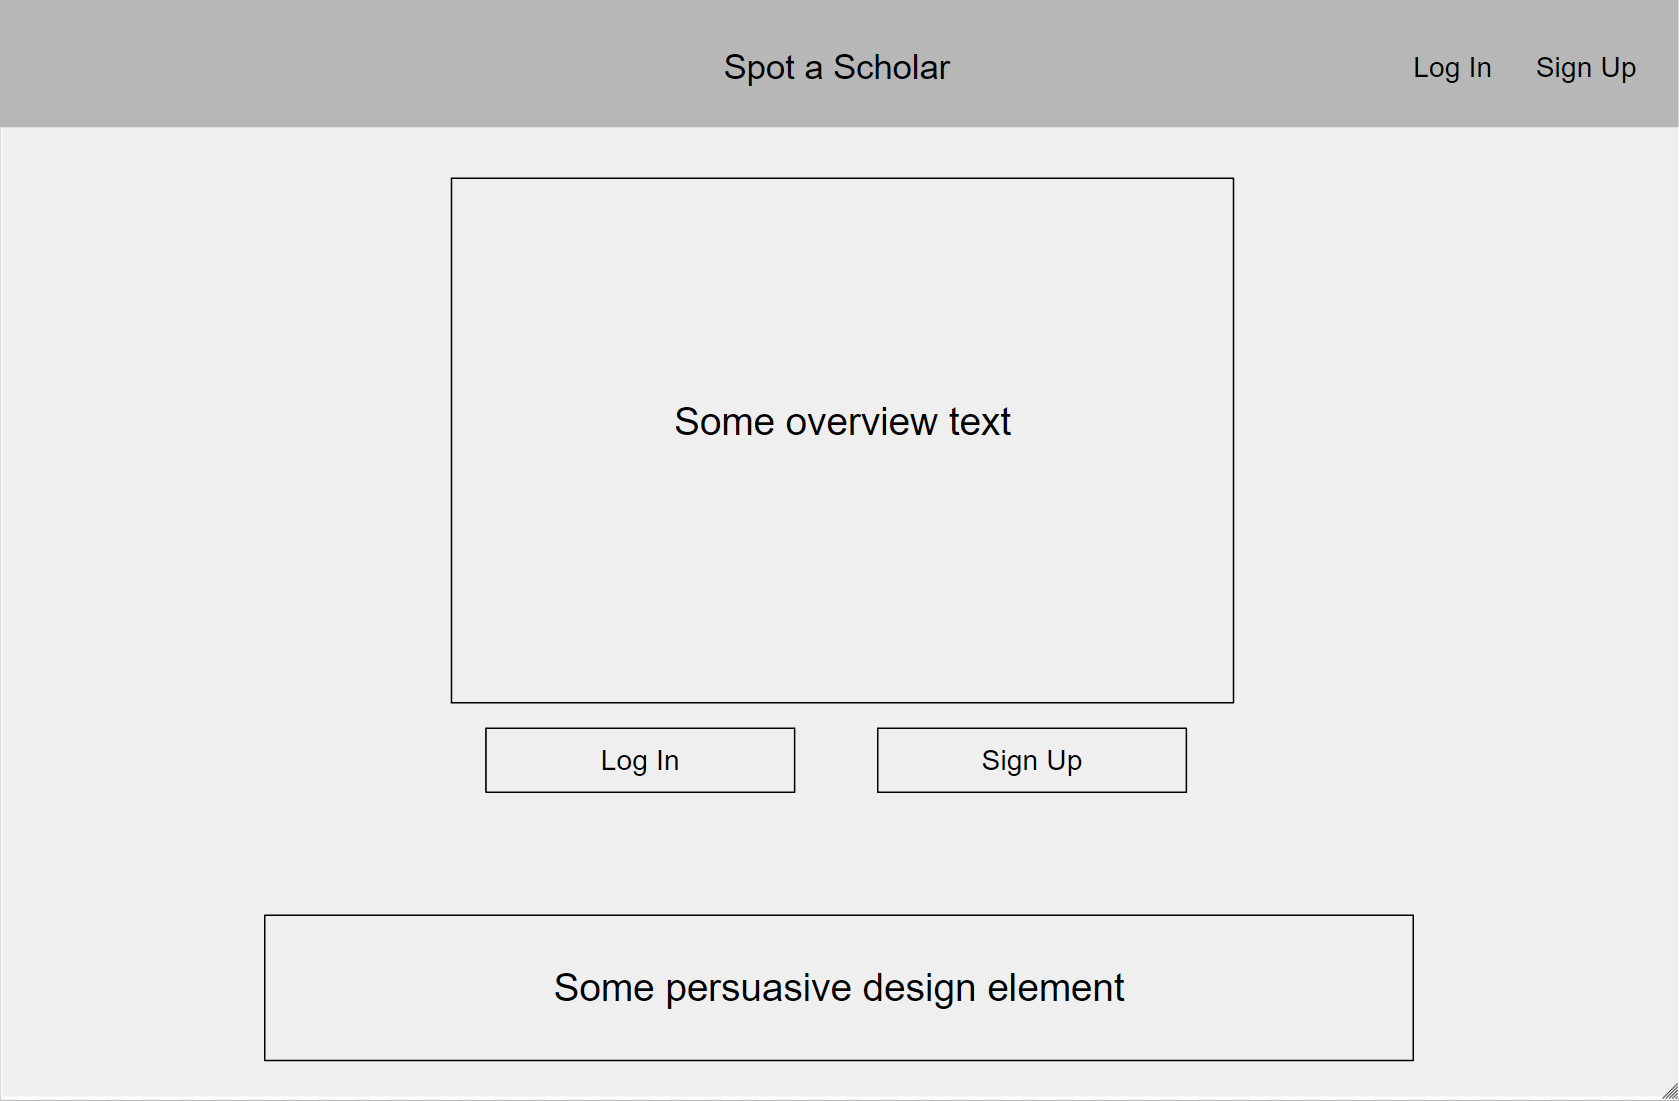 Spot a Scholar
Log In
Sign Up
Some overview text
Log In
Sign Up
Some persuasive design element